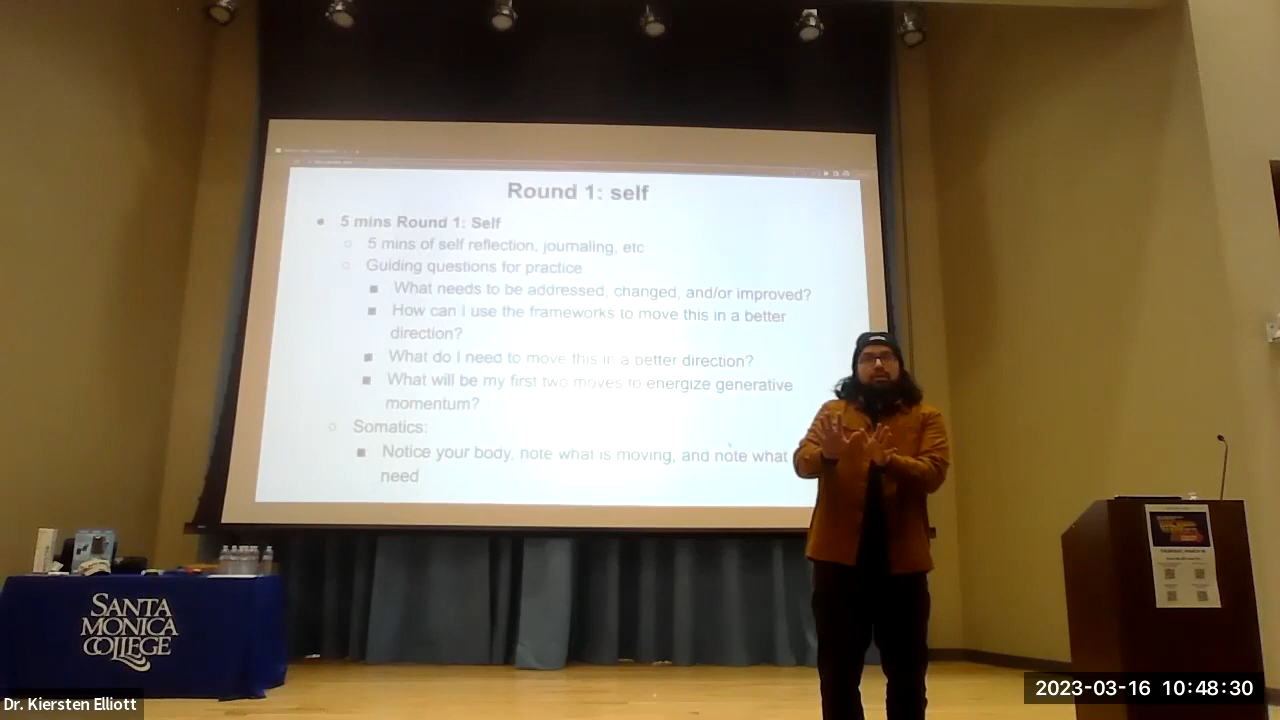 Round 1: self
● 5 mins Round 1: Self
○ 5 mins of self reflection, journaling, etc
○ Guiding questions for practice
■ What needs to be addressed, changed, and/or improved?
■ How can I use the frameworks to move this in a better
direction?
■ What do I need to move this in a better direction?
■ What will be my first two moves to energize generative
momentum?
○ Somatics:
■ Notice your body, note what is moving, and note what
need
SANTA
MONICA
COLLEGE
THURSDAY, MARCH 16
Dr. Kiersten Elliott
2023-03-16 10:48:30